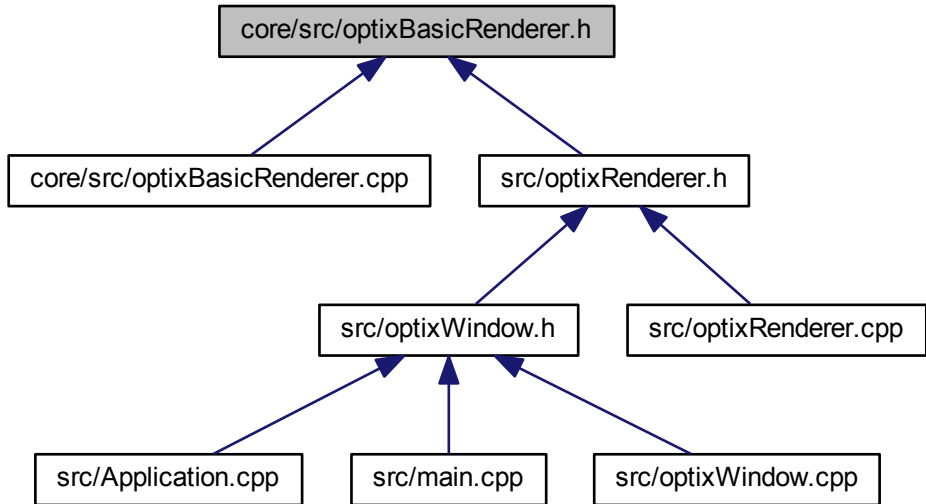 core/src/optixBasicRenderer.h
core/src/optixBasicRenderer.cpp
src/optixRenderer.h
src/optixWindow.h
src/optixRenderer.cpp
src/Application.cpp
src/main.cpp
src/optixWindow.cpp